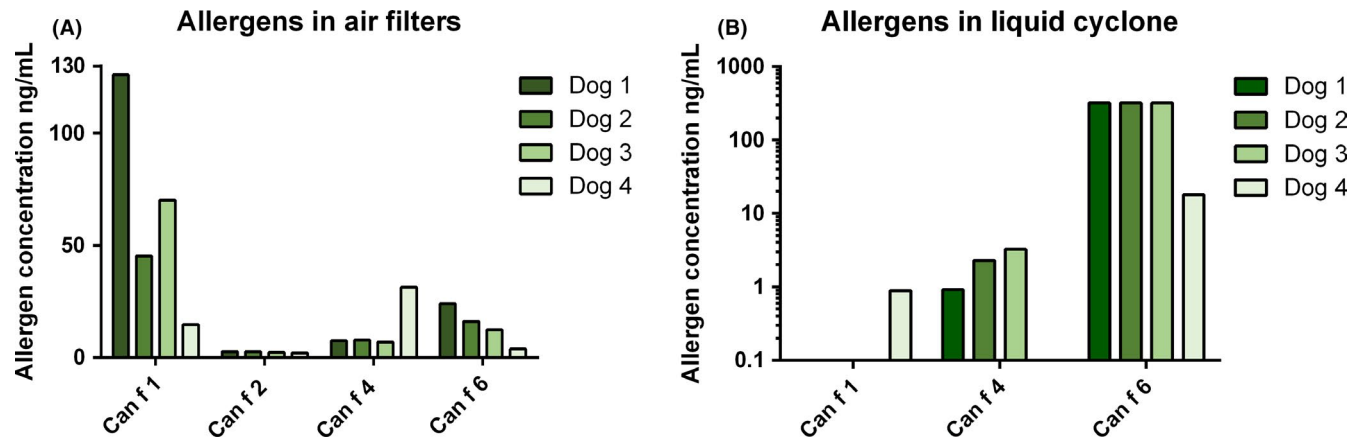 (A) Allergens in air filters
Allergen concentration ng/mL
130
100
50
0
Can f 1
Can f 2
Can f 4
Can f 6
Dog 1
Dog 2
Dog 3
Dog 4
(B) Allergens in liquid cyclone
Allergen concentration ng/mL
1000
100
10
1
0.1
Can f 1
Can f 4
Can f 6
Dog 1
Dog 2
Dog 3
Dog 4